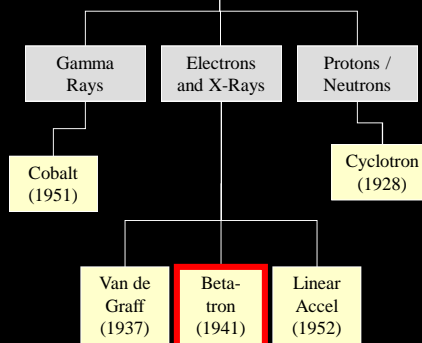 Gamma
Rays
Electrons
and X-Rays
Protons /
Neutrons
Cobalt
(1951)
Cyclotron
(1928)
Van de
Graff
(1937)
Beta-
tron
(1941)
Linear
Accel
(1952)